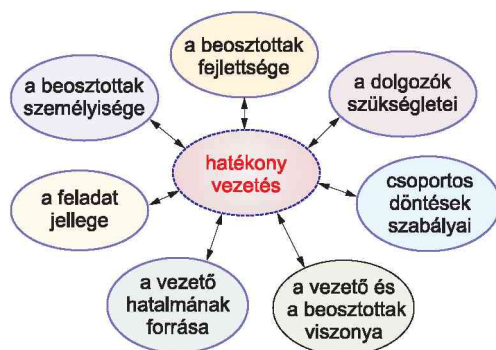 a beosztottak
fejlettsége
a beosztottak
személyisége
a dolgozók
szükségletei
hatékony
vezetés
a feladat
jellege
csoportos
döntések
szabályai
a vezető
hatalmának
forrása
a vezető és
a beosztottak
viszonya